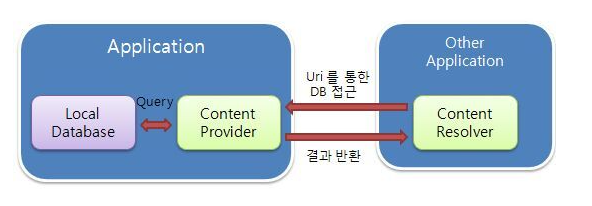 Application
Local
Database
Query
Content
Provider
Uri 를 통한
DB 접근
결과 반환
Other
Application
Content
Resolver